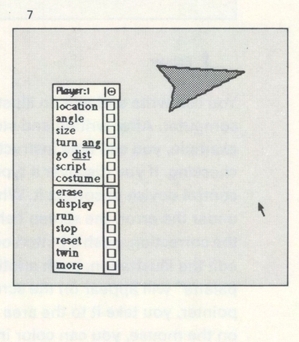 7
Player:1
location
angle
size
turn ang
go dist
script
costume
erase
display
run
stop
reset
twin
more